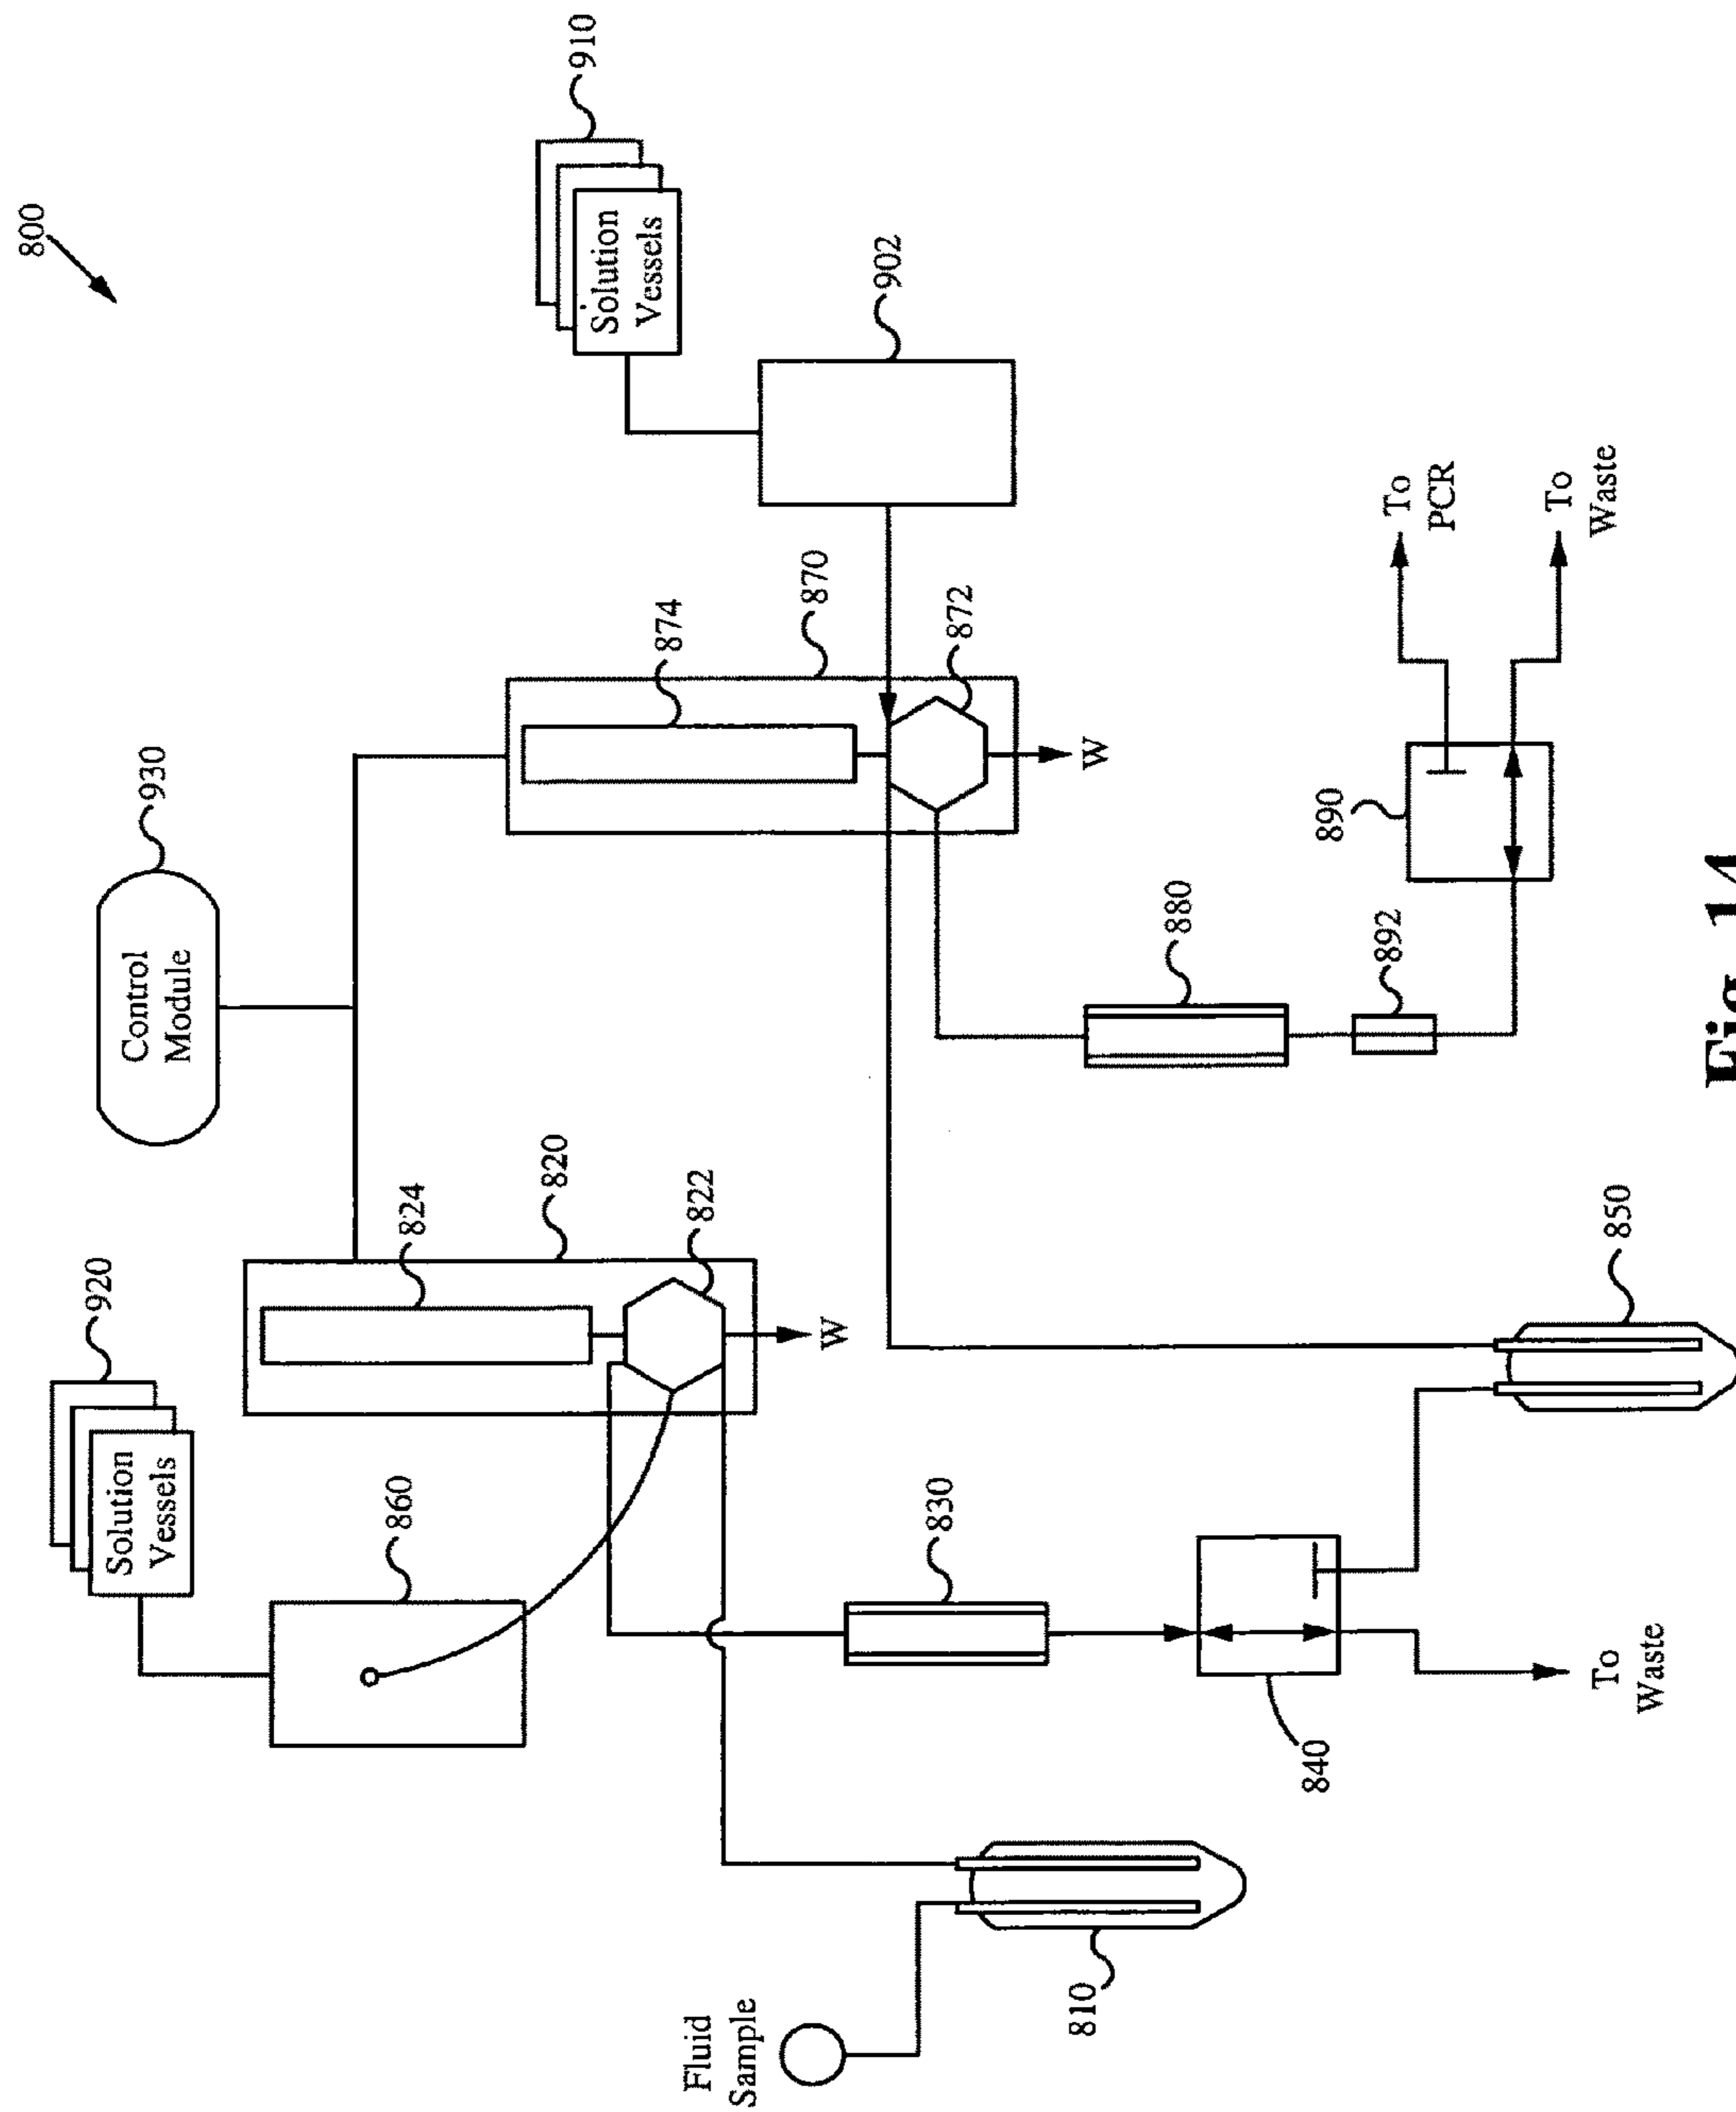 800
930
Control
Module
920
Solution
Vessels
860
824
820
822
W
874
870
872
W
910
Solution
Vessels
902
Fluid
Sample
810
830
840
To
Waste
850
880
892
890
To
PCR
To
Waste
Fig. 14